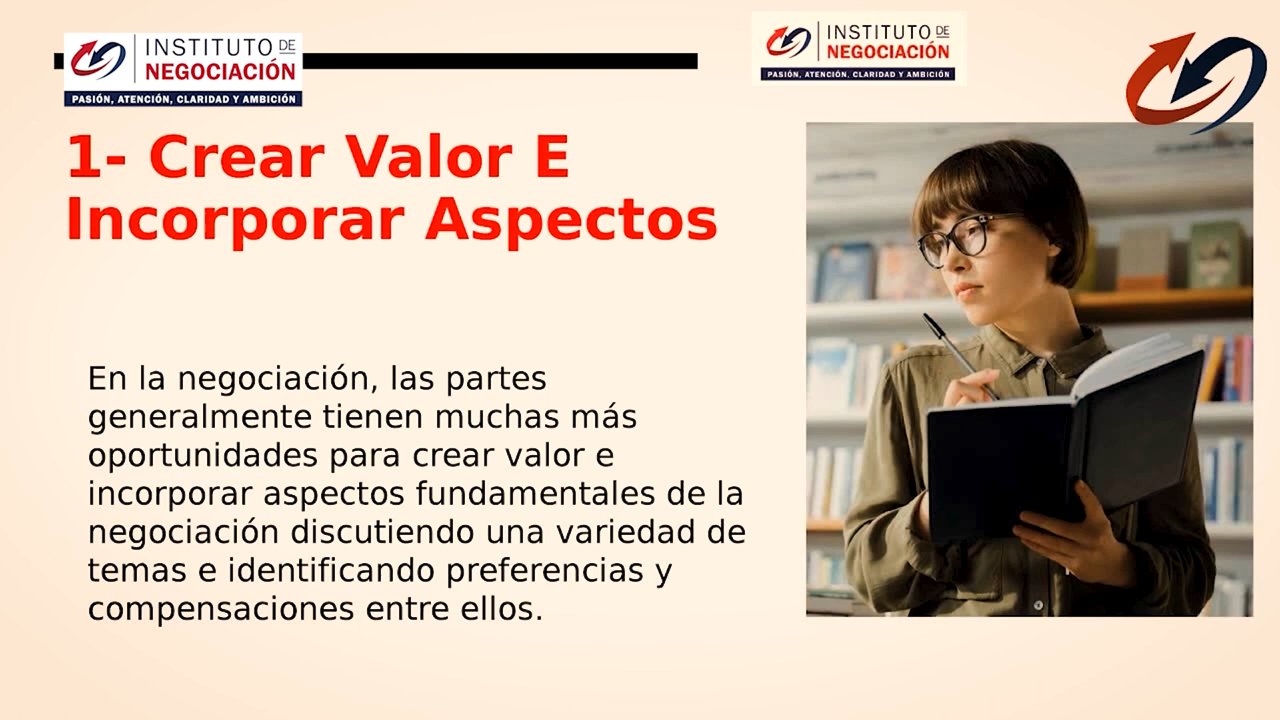 INSTITUTO DE
NEGOCIACIÓN
PASIÓN, ATENCIÓN, CLARIDAD Y AMBICIÓN
INSTITUTO DE
NEGOCIACIÓN
PASIÓN, ATENCIÓN, CLARIDAD Y AMBICIÓN
1- Crear Valor E
Incorporar Aspectos
En la negociación, las partes
generalmente tienen muchas más
oportunidades para crear valor e
incorporar aspectos fundamentales de la
negociación discutiendo una variedad de
temas e identificando preferencias y
compensaciones entre ellos.